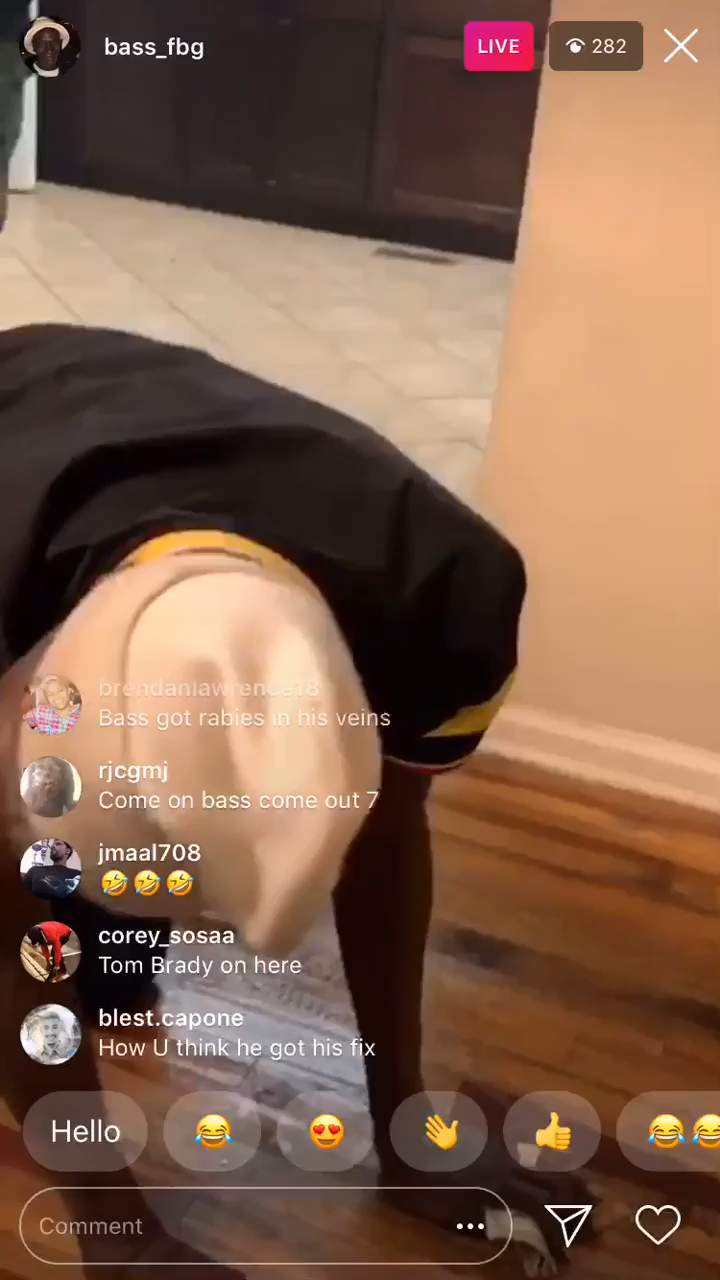 bass_fbg
LIVE
282
brendanlawrence18
Bass got rabies in his veins
rjcgmj
Come on bass come out 7
jmaal708
🤣🤣🤣
corey_sosaa
Tom Brady on here
blest.capone
How U think he got his fix
Hello 😂 😍 👋 👍 😂😂
Comment